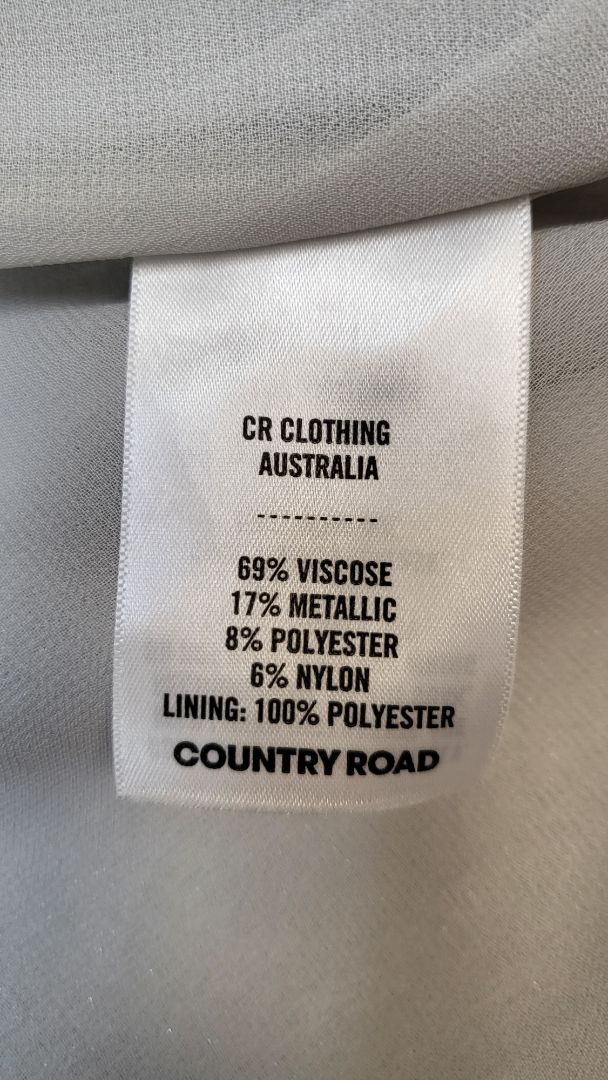 CR CLOTHING
AUSTRALIA
-----------
69% VISCOSE
17% METALLIC
8% POLYESTER
6% NYLON
LINING: 100% POLYESTER
COUNTRY ROAD